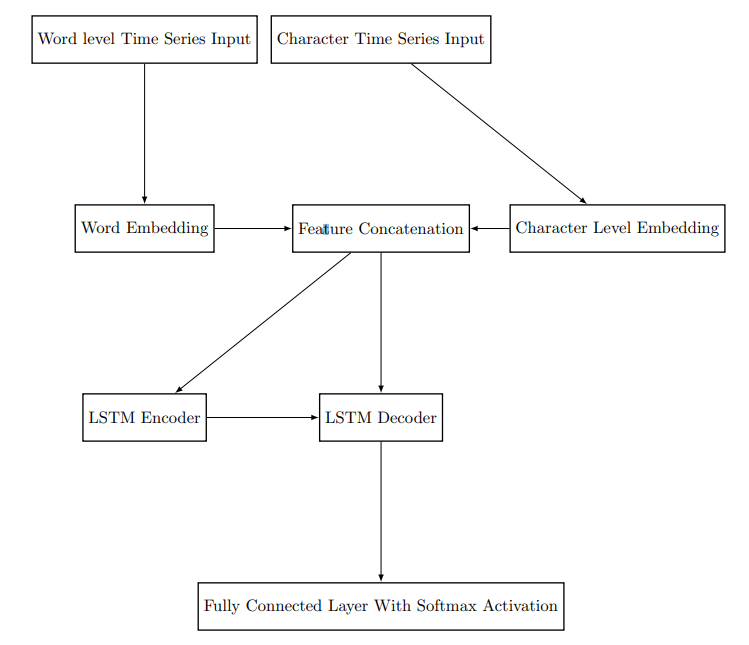 Word level Time Series Input
Character Time Series Input
Word Embedding
Feature Concatenation
Character Level Embedding
LSTM Encoder
LSTM Decoder
Fully Connected Layer With Softmax Activation